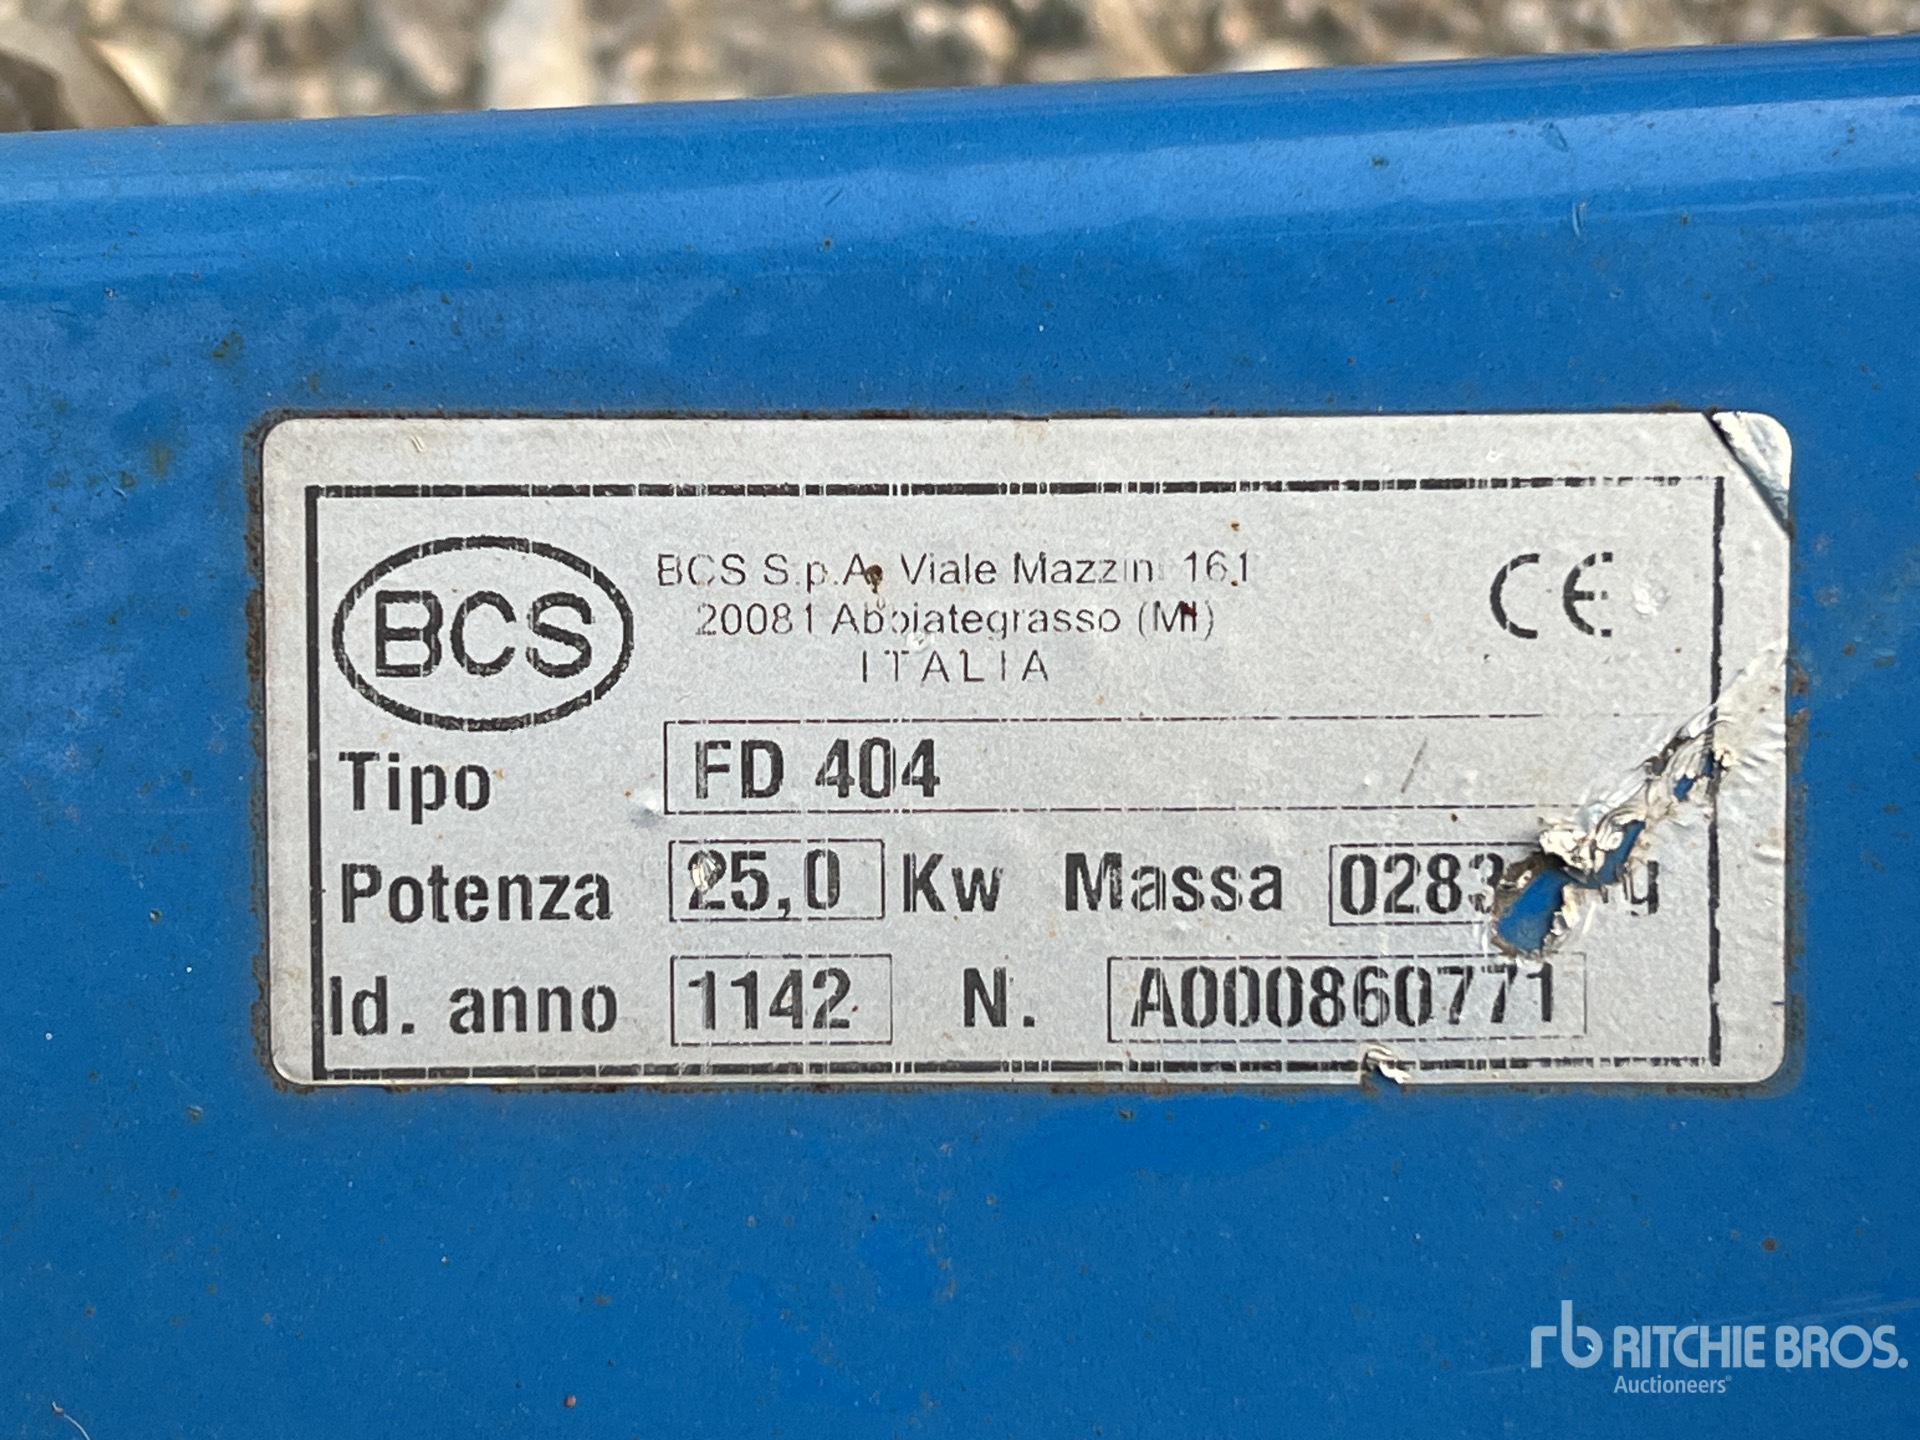 BCS
BCS S.p.A. Viale Mazzini 161
20081 Abbiategrasso (MI)
ITALIA
CE
Tipo FD 404
Potenza 25,0 Kw Massa
Id. anno 1142 N. A000860771
rb RITCHIE BROS.
Auctioneers